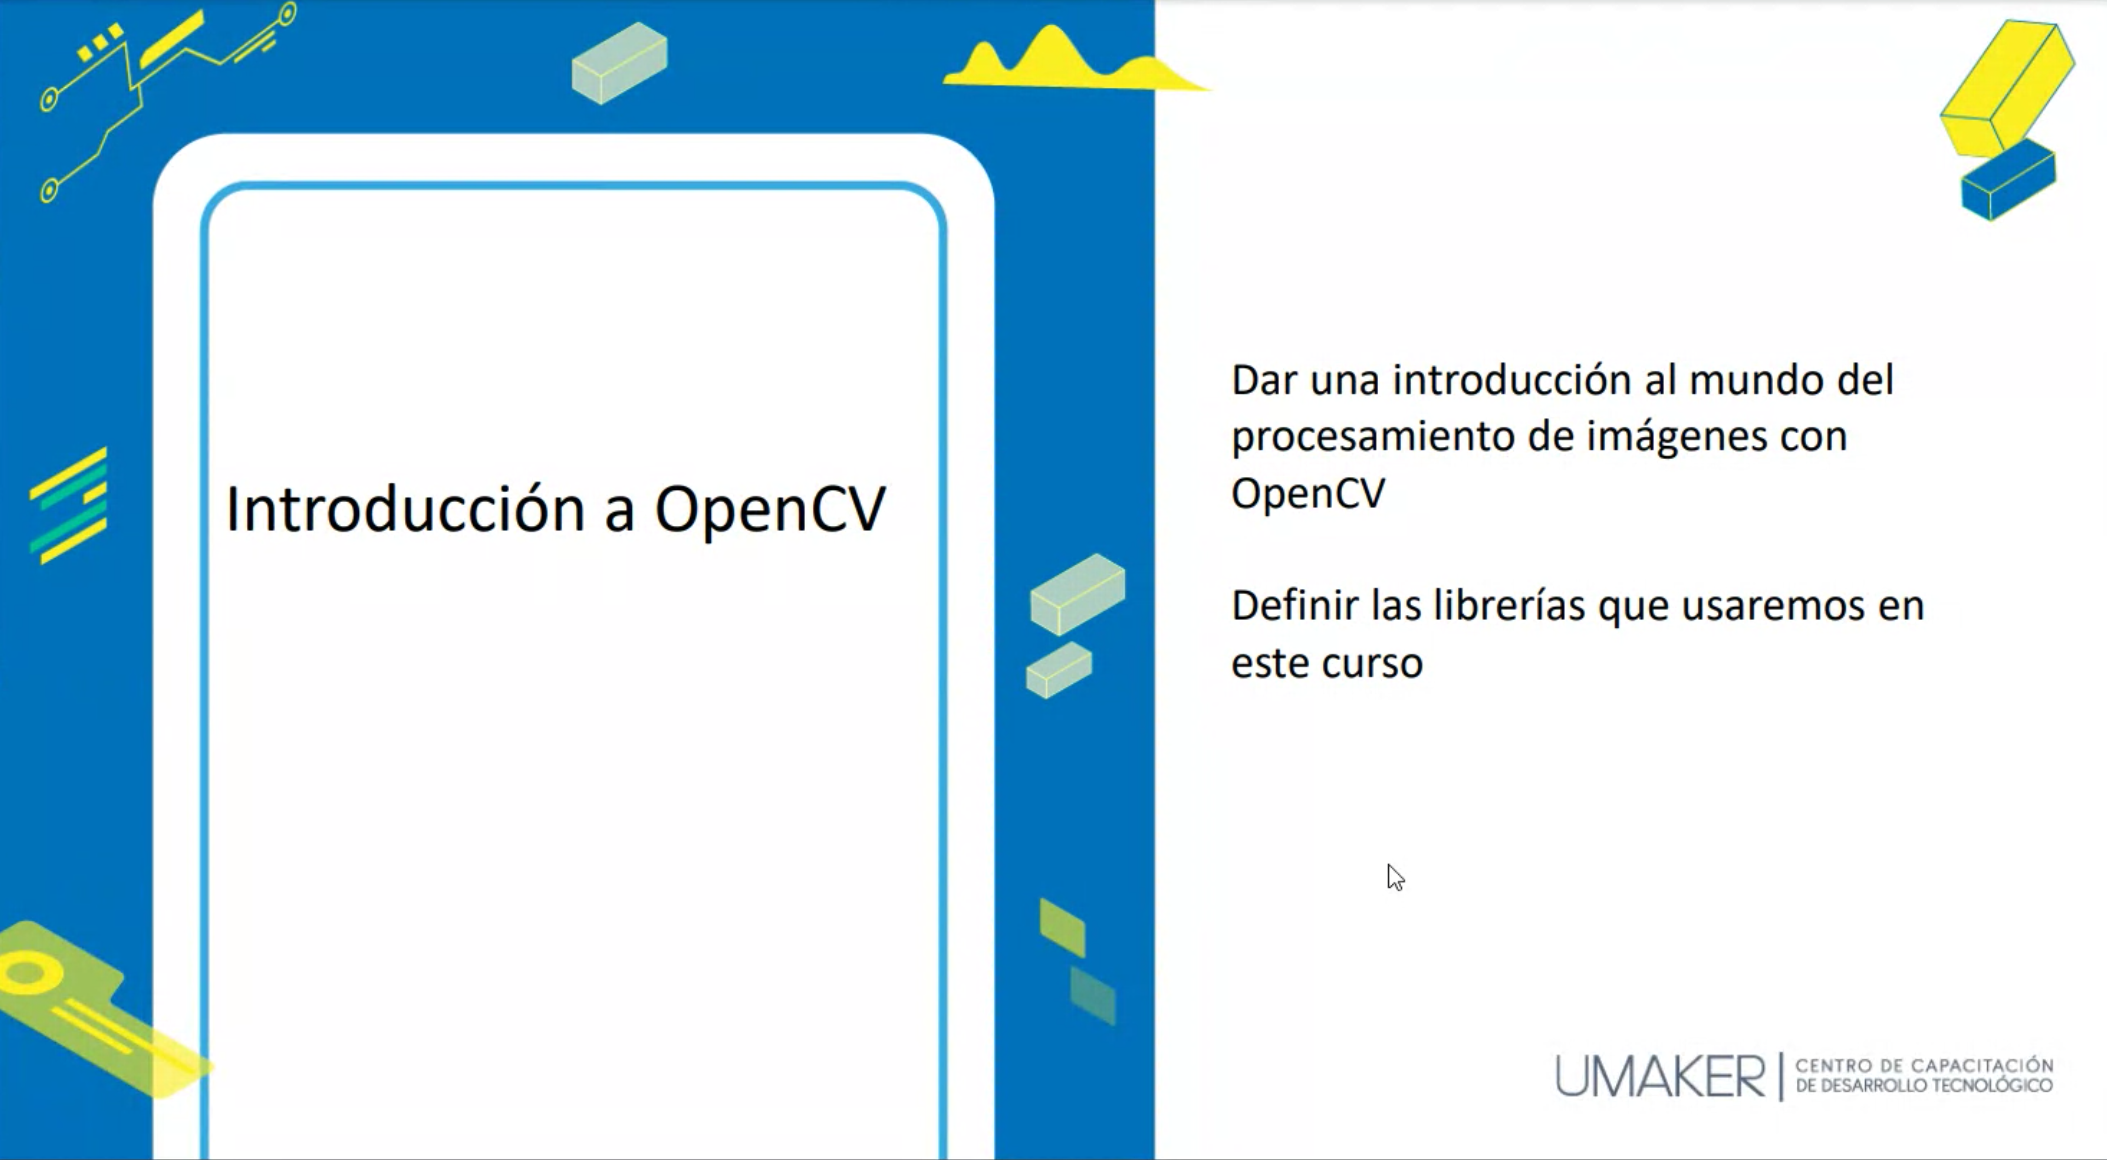 Introducción a OpenCV
Dar una introducción al mundo del
procesamiento de imágenes con
OpenCV
Definir las librerías que usaremos en
este curso
UMAKER
CENTRO DE CAPACITACIÓN
DE DESARROLLO TECNOLÓGICO